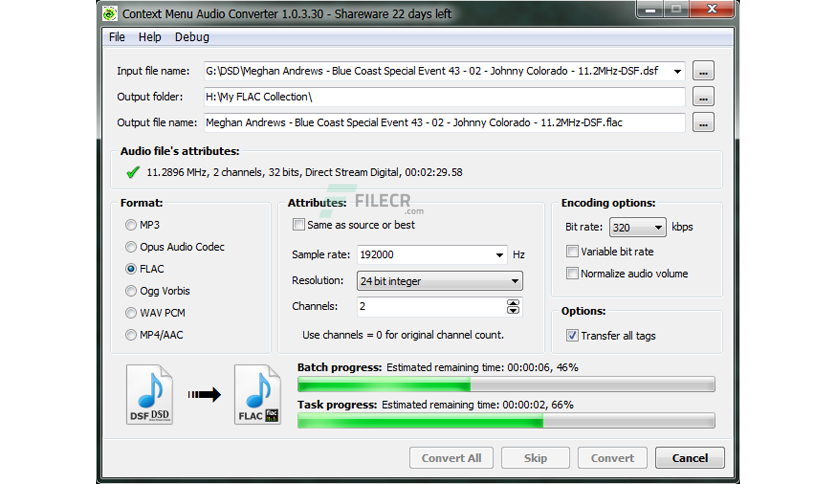 Context Menu Audio Converter 1.0.3.30 - Shareware 22 days left
File Help Debug
Input file name: G:\DSD\Meghan Andrews - Blue Coast Special Event 43 - 02 - Johnny Colorado - 11.2MHz-DSF.dsf ...
Output folder: H:\My FLAC Collection\ ...
Output file name: Meghan Andrews - Blue Coast Special Event 43 - 02 - Johnny Colorado - 11.2MHz-DSF.flac ...
Audio file's attributes:
11.2896 MHz, 2 channels, 32 bits, Direct Stream Digital, 00:02:29.58
FILECR
.com
Format:
MP3
Opus Audio Codec
FLAC
Ogg Vorbis
WAV PCM
MP4/AAC
Attributes:
Same as source or best
Sample rate: 192000 Hz
Resolution: 24 bit integer
Channels: 2
Use channels = 0 for original channel count.
Encoding options:
Bit rate: 320 kbps
Variable bit rate
Normalize audio volume
Options:
Transfer all tags
DSF DSD
FLAC flac
Batch progress: Estimated remaining time: 00:00:06, 46%
Task progress: Estimated remaining time: 00:00:02, 66%
Convert All Skip Convert Cancel